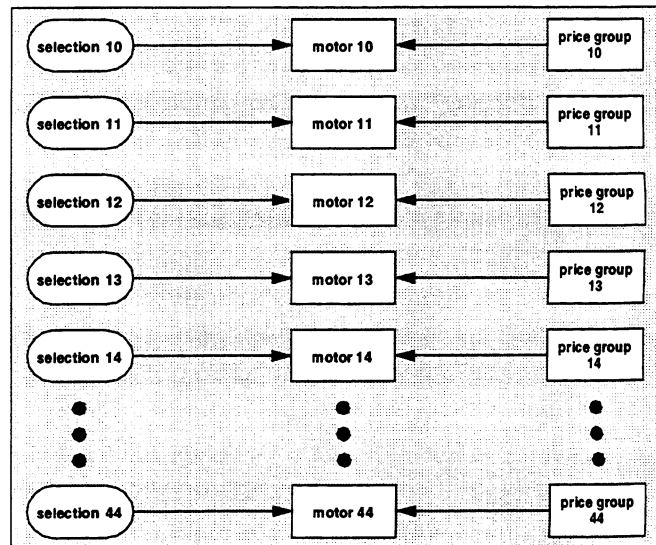 selection 10
motor 10
price group
10
selection 11
motor 11
price group
11
selection 12
motor 12
price group
12
selection 13
motor 13
price group
13
selection 14
motor 14
price group
14
selection 44
motor 44
price group
44